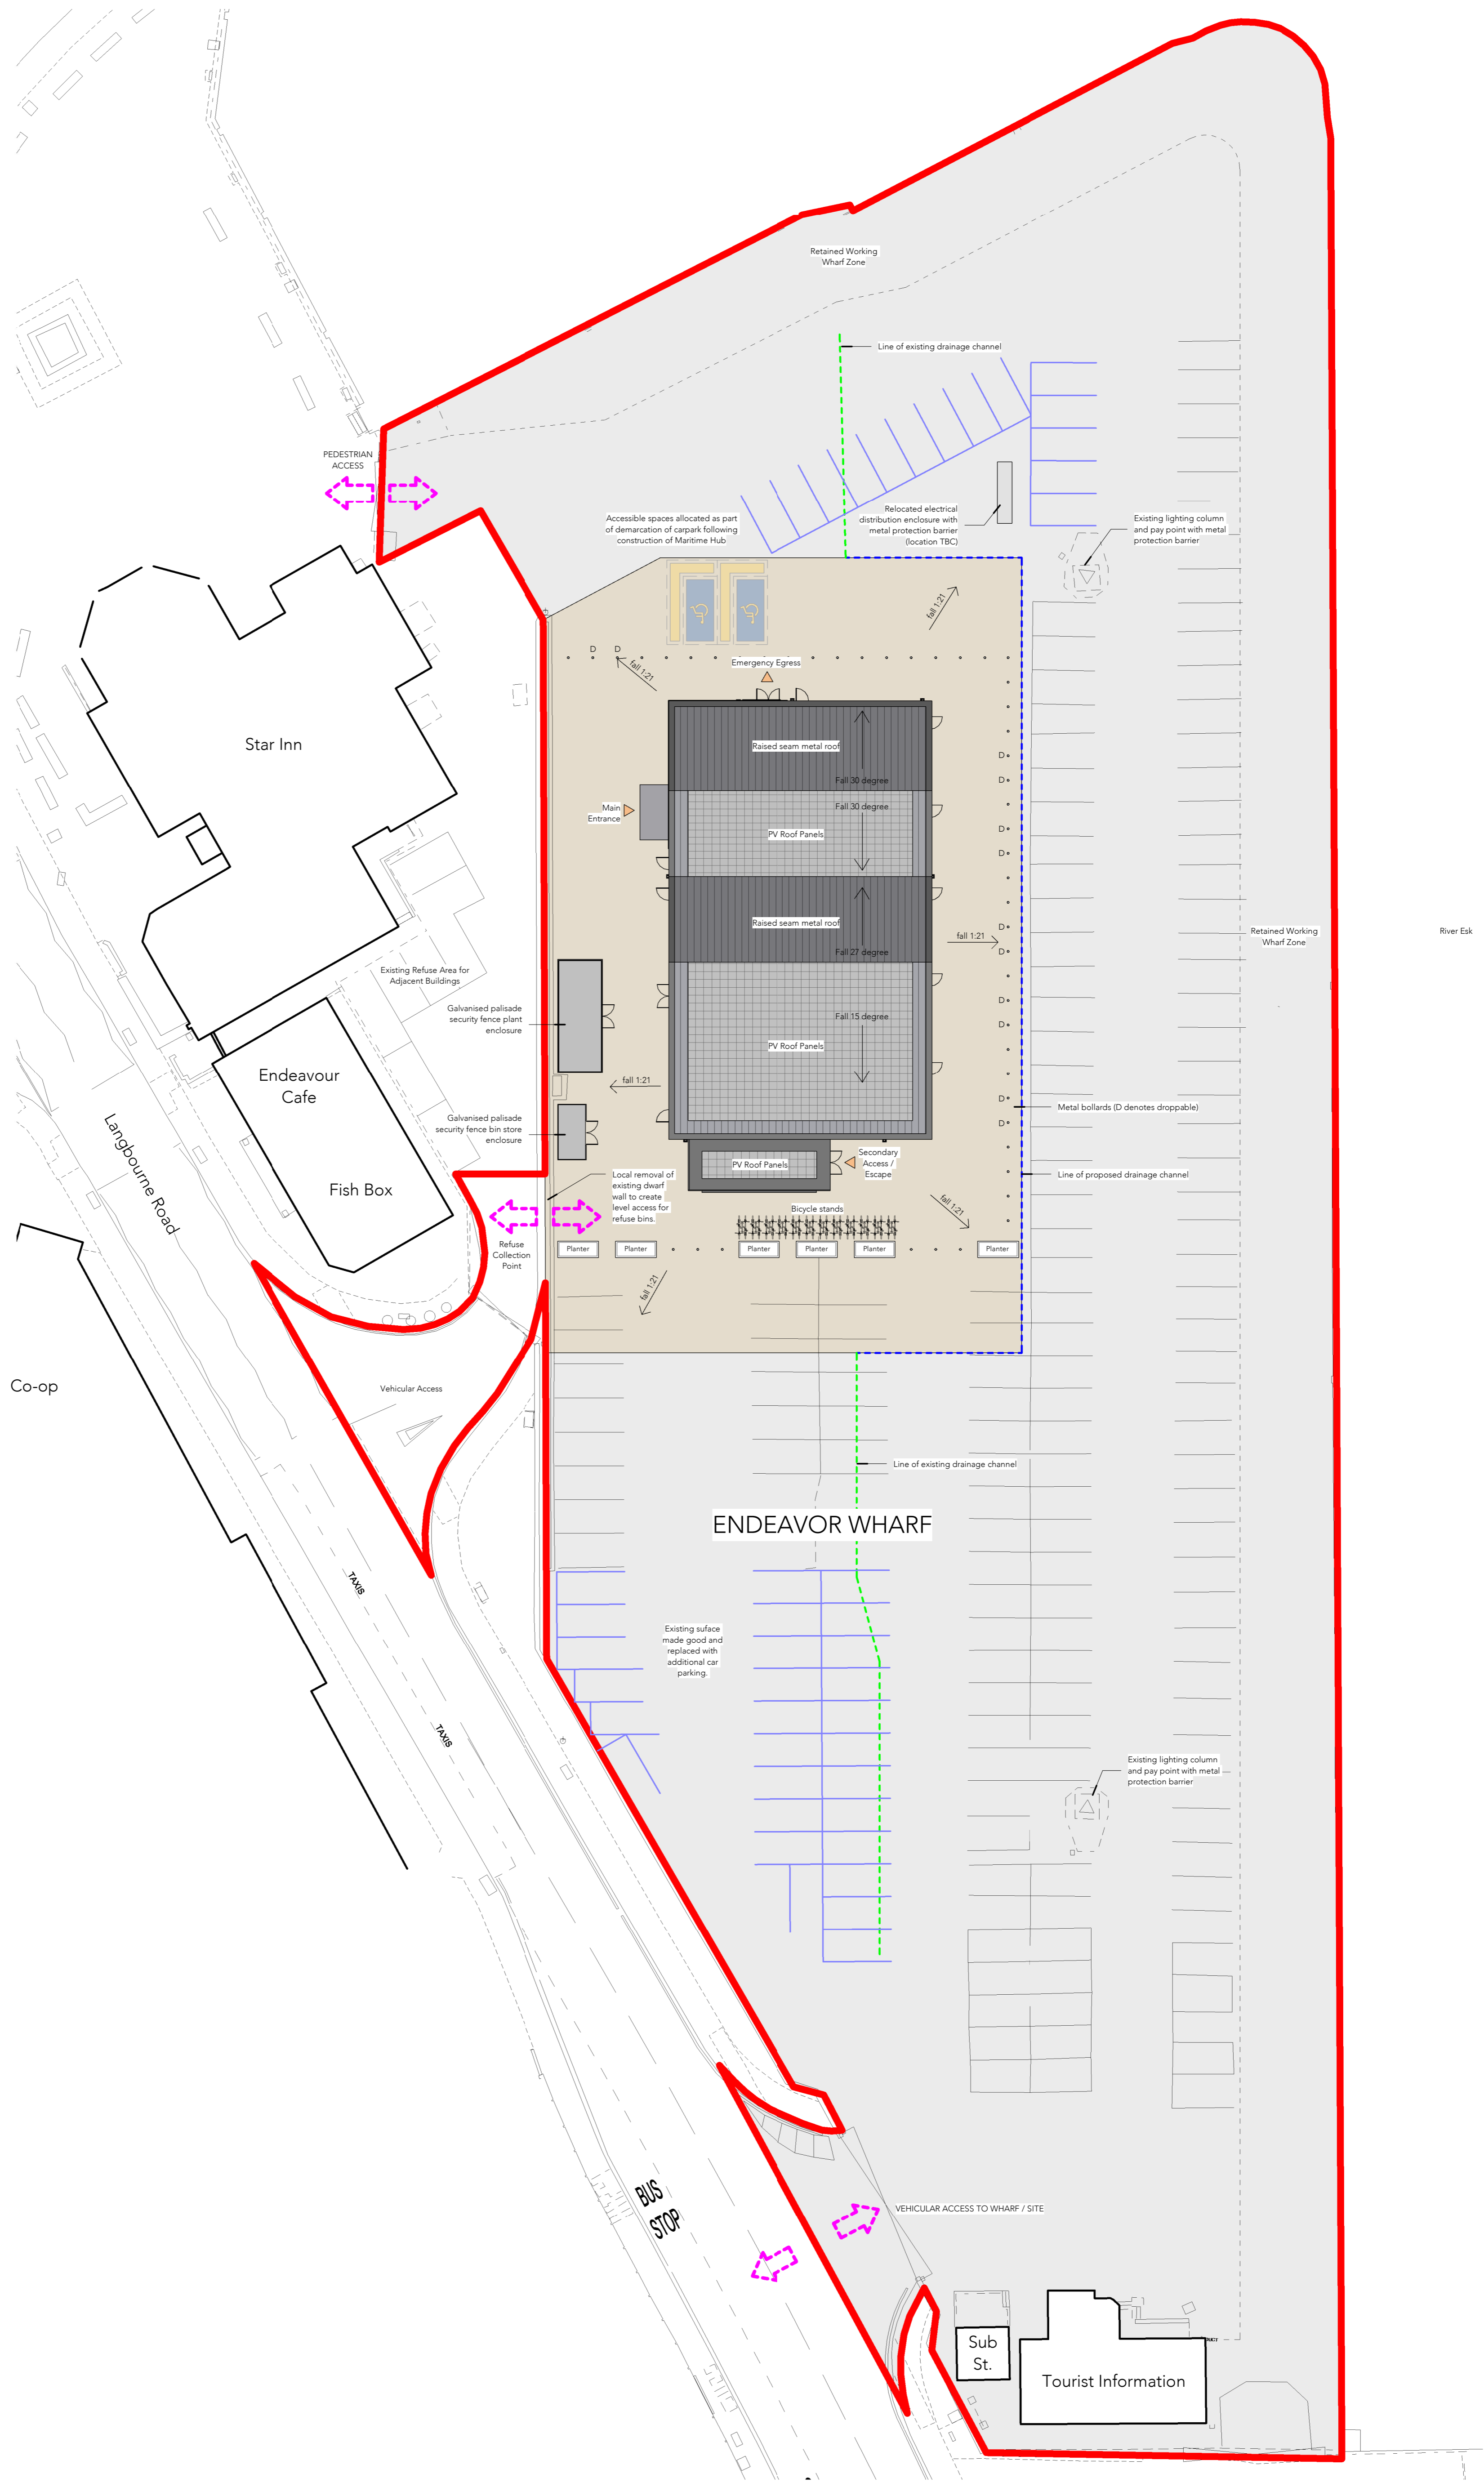 Retained Working
Wharf Zone
Line of existing drainage channel
PEDESTRIAN
ACCESS
Accessible spaces allocated as part
of demarcation of carpark following
construction of Maritime Hub
Relocated electrical
distribution enclosure with
metal protection barrier
(location TBC)
Existing lighting column
and pay point with metal
protection barrier
fall 1:21
D D
fall 1:21
Emergency Egress
Star Inn
Raised seam metal roof
Fall 30 degree
D
D
Main
Entrance
Fall 30 degree
PV Roof Panels
D
D
Raised seam metal roof
Fall 27 degree
fall 1:21
D
D
Retained Working
Wharf Zone
River Esk
Existing Refuse Area for
Adjacent Buildings
Galvanised palisade
security fence plant
enclosure
Fall 15 degree
PV Roof Panels
D
D
Endeavour
Cafe
fall 1:21
D
D
Metal bollards (D denotes droppable)
Galvanised palisade
security fence bin store
enclosure
Langbourne Road
Fish Box
PV Roof Panels
Secondary
Access /
Escape
Line of proposed drainage channel
Local removal of
existing dwarf
wall to create
level access for
refuse bins.
fall 1:21
Bicycle stands
Refuse
Collection
Point
Planter
Planter
Planter
Planter
Planter
Planter
fall 1:21
Co-op
Vehicular Access
Line of existing drainage channel
ENDEAVOR WHARF
TAXIS
Existing suface
made good and
replaced with
additional car
parking.
TAXIS
Existing lighting column
and pay point with metal
protection barrier
BUS
STOP
VEHICULAR ACCESS TO WHARF / SITE
Sub
St.
Tourist Information